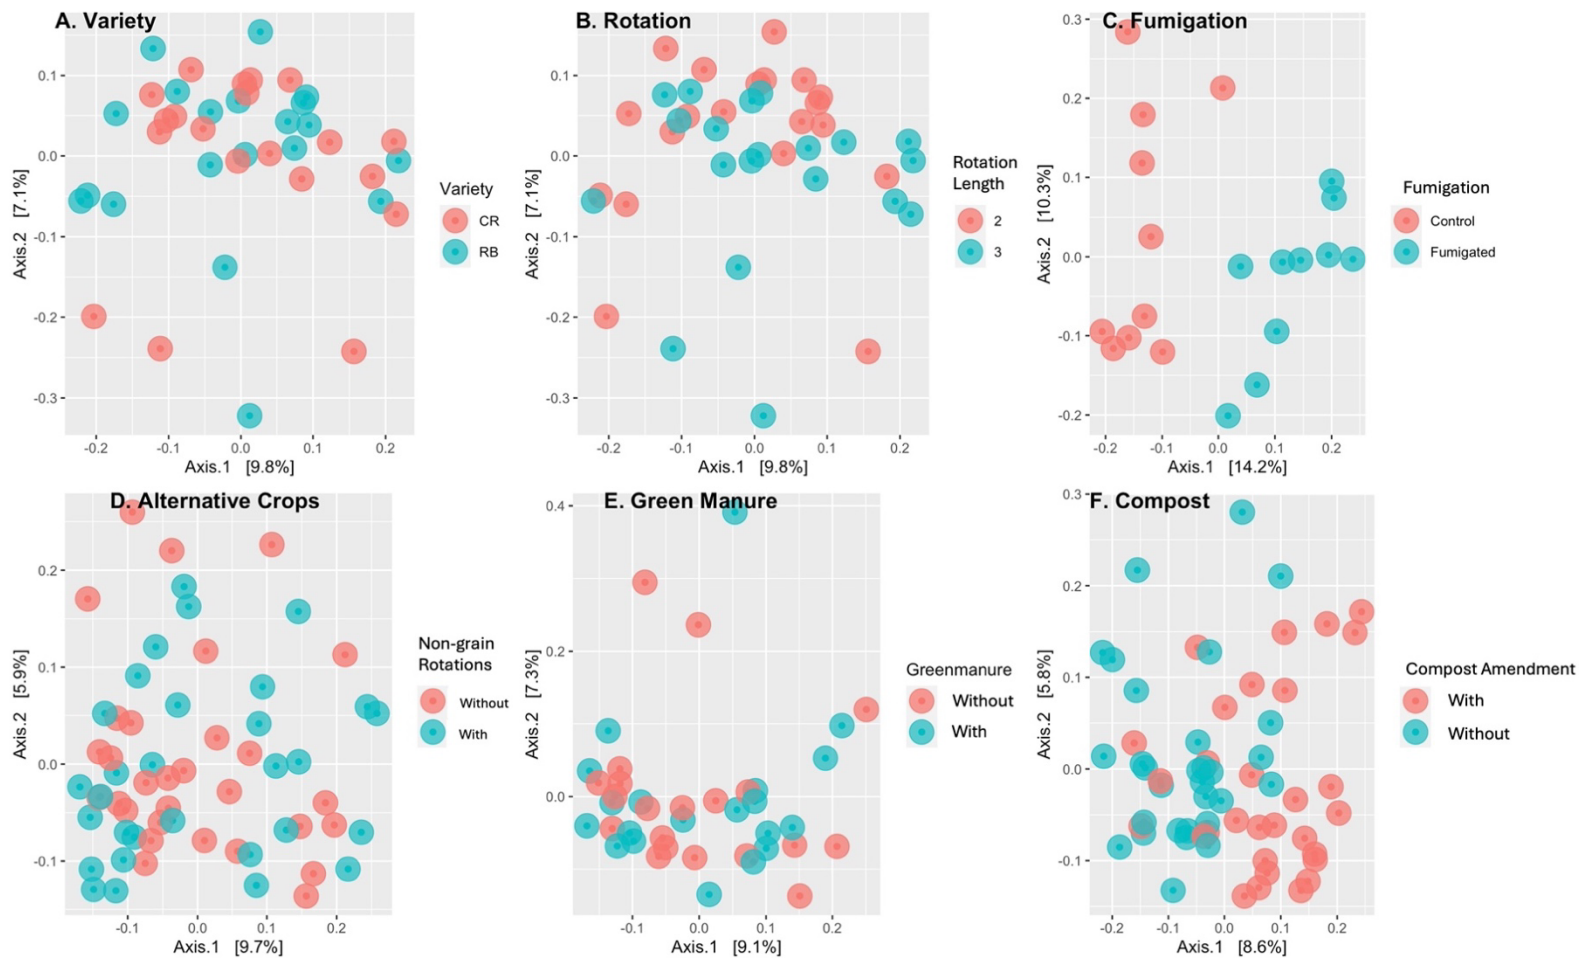 A. Variety
0.1
0.0
-0.1
-0.2
-0.3
Axis.2 [7.1%]
-0.2
-0.1
0.0
0.1
0.2
Axis.1 [9.8%]
Variety
CR
RB
B. Rotation
0.1
0.0
-0.1
-0.2
-0.3
Axis.2 [7.1%]
-0.2
-0.1
0.0
0.1
0.2
Axis.1 [9.8%]
Rotation
Length
2
3
C. Fumigation
0.3
0.2
0.1
0.0
-0.1
-0.2
Axis.2 [10.3%]
-0.2
-0.1
0.0
0.1
0.2
Axis.1 [14.2%]
Fumigation
Control
Fumigated
D. Alternative Crops
0.2
0.1
0.0
-0.1
Axis.2 [5.9%]
-0.1
0.0
0.1
0.2
Axis.1 [9.7%]
Non-grain
Rotations
Without
With
E. Green Manure
0.4
0.2
0.0
Axis.2 [7.3%]
-0.1
0.0
0.1
0.2
Axis.1 [9.1%]
Greenmanure
Without
With
F. Compost
0.3
0.2
0.1
0.0
-0.1
Axis.2 [5.8%]
-0.2
-0.1
0.0
0.1
0.2
Axis.1 [8.6%]
Compost Amendment
With
Without